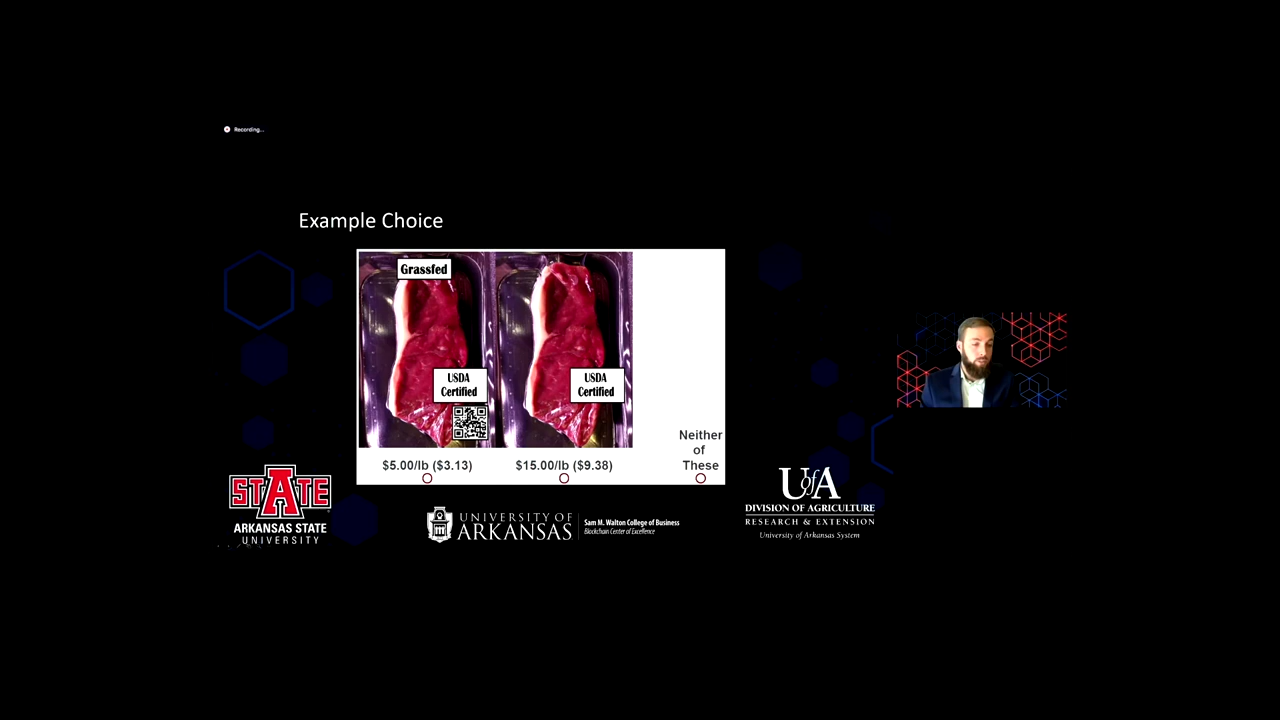 Recording...
Example Choice
Grassfed
USDA
Certified
USDA
Certified
$5.00/lb ($3.13)
$15.00/lb ($9.38)
Neither
of
These
STATE
ARKANSAS STATE
UNIVERSITY
UNIVERSITY OF
ARKANSAS
Sam M. Walton College of Business
Blockchain Center of Excellence
UofA
DIVISION OF AGRICULTURE
RESEARCH & EXTENSION
University of Arkansas System